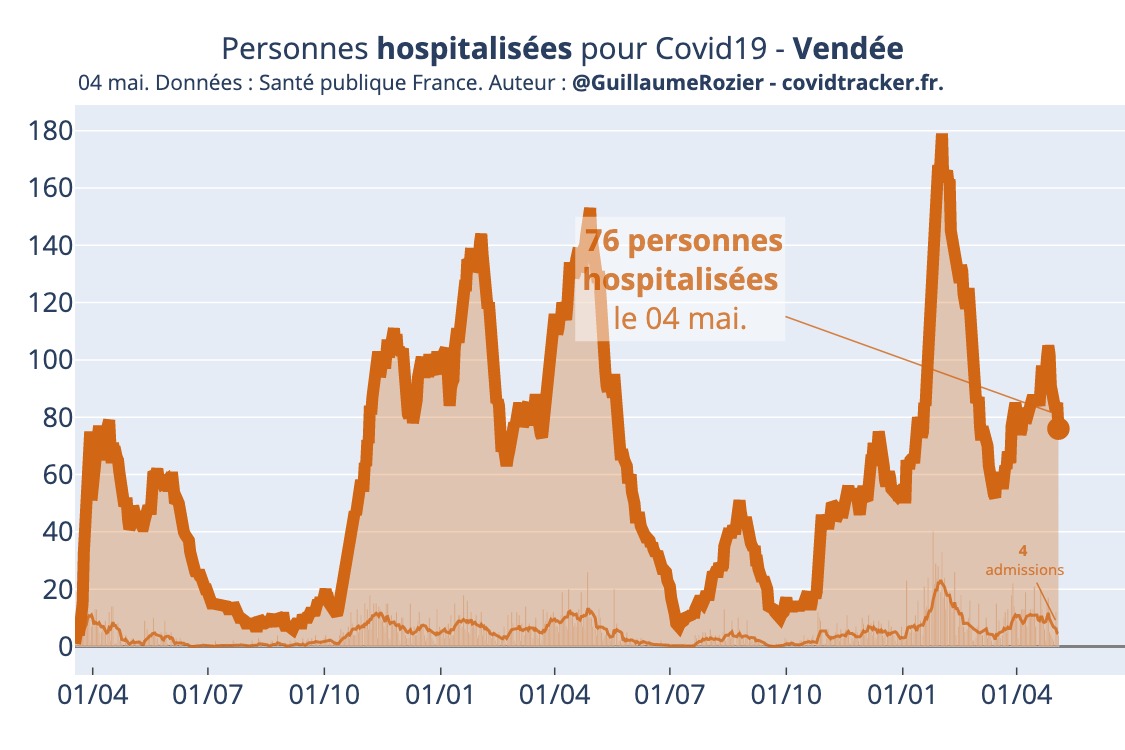 Personnes hospitalisées pour Covid19 - Vendée
04 mai. Données : Santé publique France. Auteur : @GuillaumeRozier - covidtracker.fr.
180
160
140
120
100
80
60
40
20
0
76 personnes
hospitalisées
le 04 mai.
4
admissions
01/04 01/07 01/10 01/01 01/04 01/07 01/10 01/01 01/04